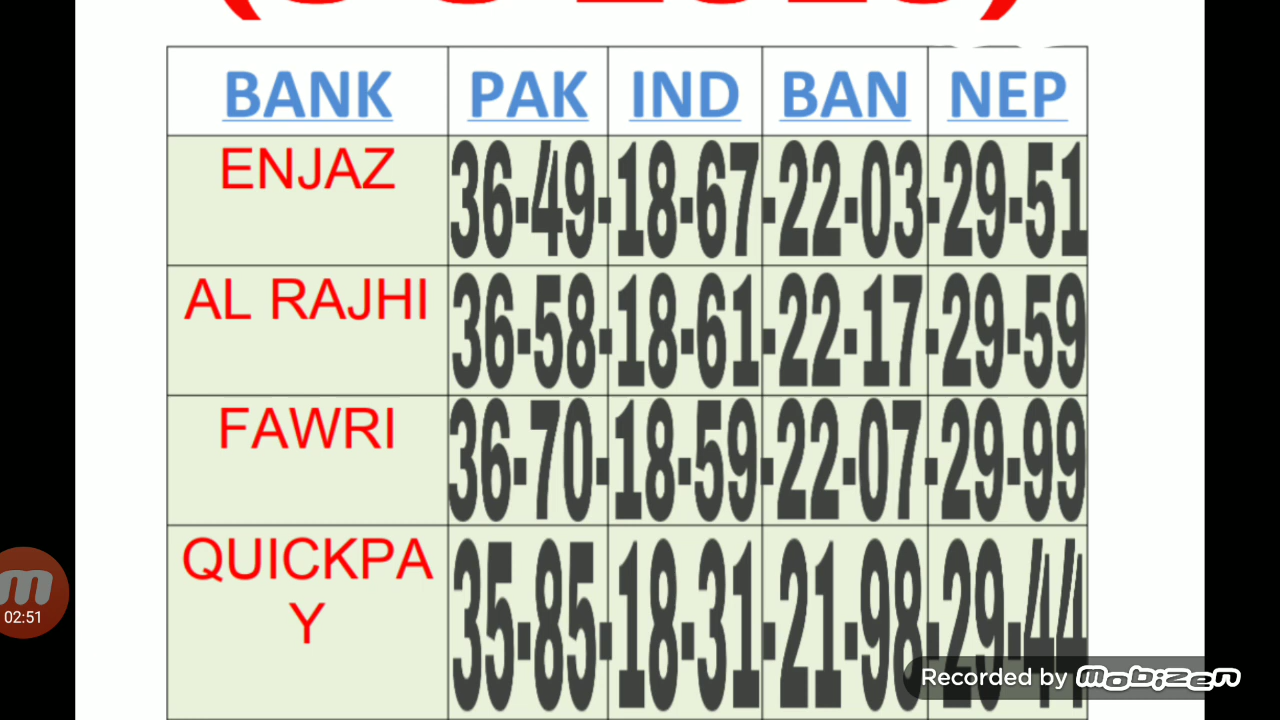 BANK PAK IND BAN NEP
ENJAZ 36-49-18-67-22-03-29-51
AL RAJHI 36-58-18-61-22-17-29-59
FAWRI 36-70-18-59-22-07-29-99
QUICKPA
Y 35-85-18-31-21-98-29-44
02:51
Recorded by mobizen